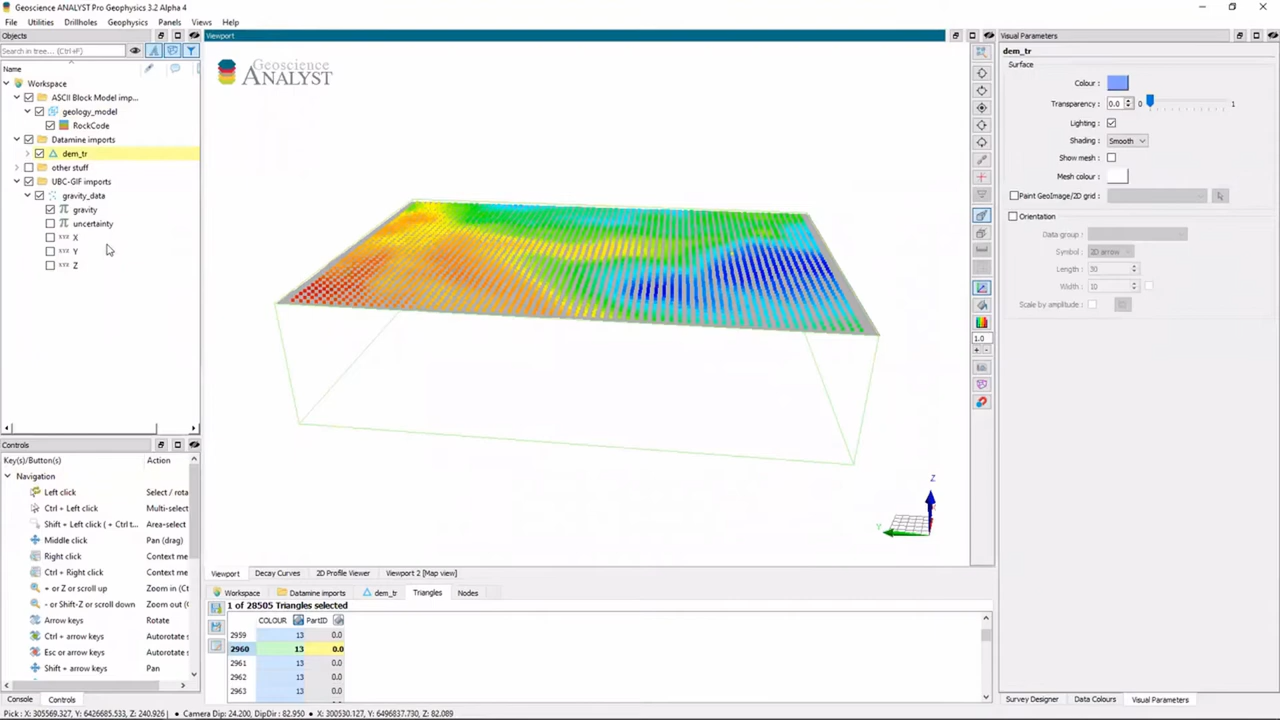 Geoscience ANALYST Pro Geophysics 3.2 Alpha 4
File Utilities Drillholes Geophysics Panels Views Help
Objects
Search in tree... (Ctrl+F)
Name
Workspace
ASCII Block Model imp...
geology_model
RockCode
Datamine imports
dem_tr
other stuff
UBC-GIF imports
gravity_data
gravity
uncertainty
X
Y
Z
Controls
Key(s)/Button(s) Action
Navigation
Left click Select / rota
Ctrl + Left click Multi-select
Shift + Left click ( + Ctrl t... Area-select
Middle click Pan (drag)
Right click Context me
Ctrl + Right click Context me
+ or Z or scroll up Zoom in (Ct
- or Shift-Z or scroll down Zoom out (C
Arrow keys Rotate
Ctrl + arrow keys Autorotate s
Esc or arrow keys Autorotate s
Shift + arrow keys Pan
Console Controls
Viewport
Geoscience
ANALYST
Z
Y
1.0
Viewport Decay Curves 2D Profile Viewer Viewport 2 [Map view]
Workspace Datamine imports dem_tr Triangles Nodes
1 of 28505 Triangles selected
COLOUR PartID
2959 13 0.0
2960 13 0.0
2961 13 0.0
2962 13 0.0
2963 13 0.0
Visual Parameters
dem_tr
Surface
Colour :
Transparency : 0.0 0 1
Lighting :
Shading : Smooth
Show mesh :
Mesh colour :
Paint GeoImage/2D grid :
Orientation
Data group :
Symbol : 2D arrow
Length : 30
Width : 10
Scale by amplitude :
Survey Designer Data Colours Visual Parameters
Pick : X: 305569.327, Y: 6426685.533, Z: 240.926 | Camera Dip: 24.200, DipDir : 82.950 X: 300530.127, Y: 6496837.730, Z: 82.089